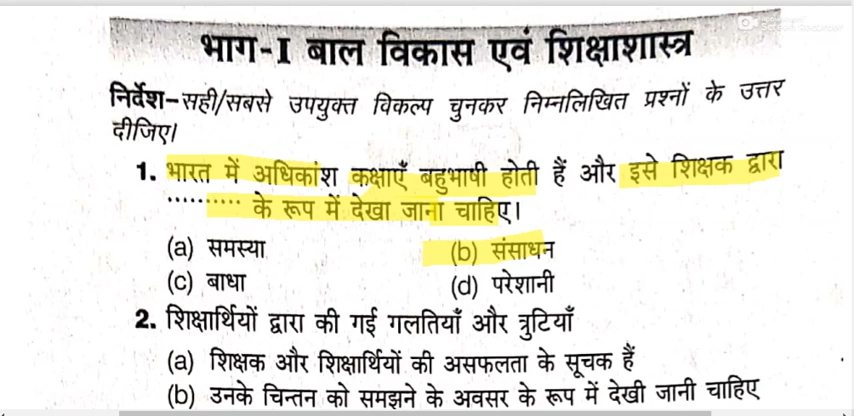 भाग-I बाल विकास एवं शिक्षाशास्त्र
निर्देश–सही/सबसे उपयुक्त विकल्प चुनकर निम्नलिखित प्रश्नों के उत्तर
दीजिए।
1. भारत में अधिकांश कक्षाएँ बहुभाषी होती हैं और इसे शिक्षक द्वारा
.......... के रूप में देखा जाना चाहिए।
(a) समस्या (b) संसाधन
(c) बाधा (d) परेशानी
2. शिक्षार्थियों द्वारा की गई गलतियाँ और त्रुटियाँ
(a) शिक्षक और शिक्षार्थियों की असफलता के सूचक हैं
(b) उनके चिन्तन को समझने के अवसर के रूप में देखी जानी चाहिए